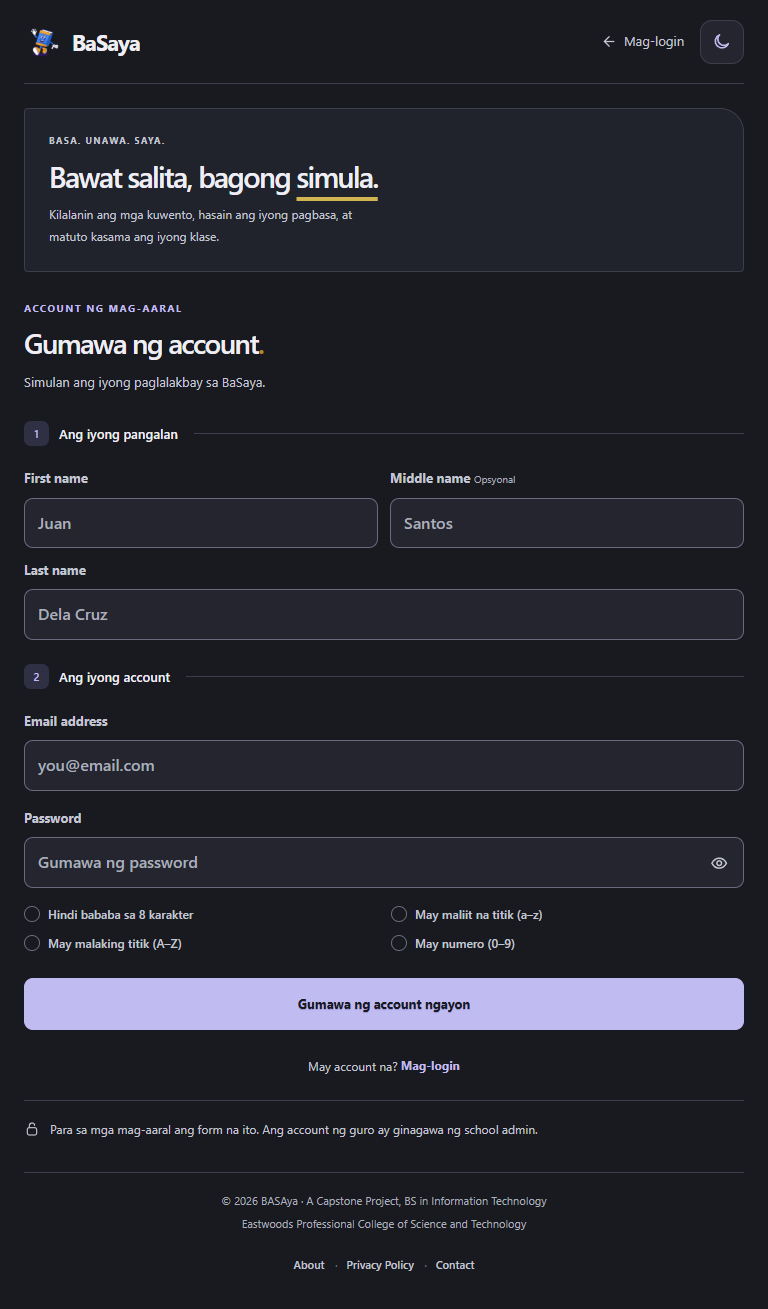 BaSaya
← Mag-login
BASA. UNAWA. SAYA.
Bawat salita, bagong simula.
Kilalanin ang mga kuwento, hasain ang iyong pagbasa, at
matuto kasama ang iyong klase.
ACCOUNT NG MAG-AARAL
Gumawa ng account.
Simulan ang iyong paglalakbay sa BaSaya.
1 Ang iyong pangalan
First name
Middle name Opsyonal
Juan
Santos
Last name
Dela Cruz
2 Ang iyong account
Email address
you@email.com
Password
Gumawa ng password
Hindi bababa sa 8 karakter
May maliit na titik (a–z)
May malaking titik (A–Z)
May numero (0–9)
Gumawa ng account ngayon
May account na? Mag-login
Para sa mga mag-aaral ang form na ito. Ang account ng guro ay ginagawa ng school admin.
© 2026 BASAya · A Capstone Project, BS in Information Technology
Eastwoods Professional College of Science and Technology
About · Privacy Policy · Contact